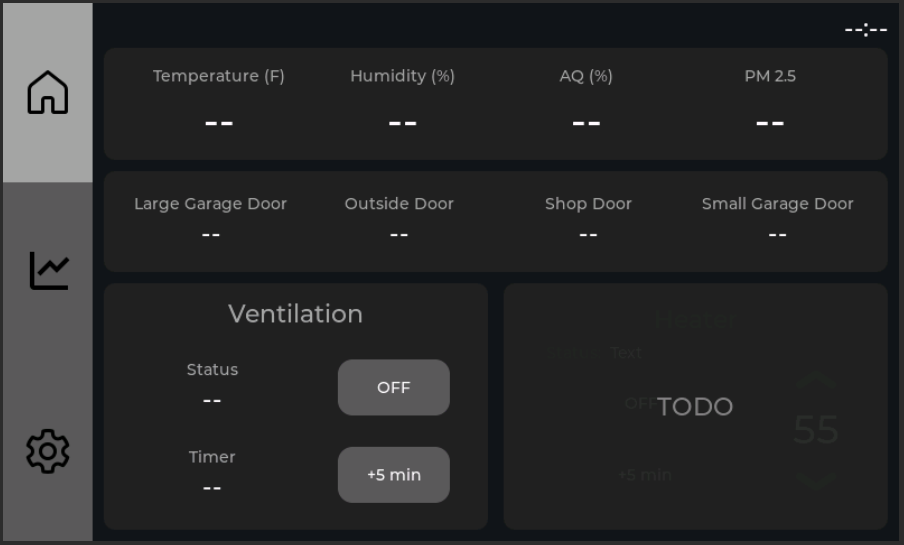 --:--
Temperature (F) Humidity (%) AQ (%) PM 2.5
-- -- -- --
Large Garage Door Outside Door Shop Door Small Garage Door
-- -- -- --
Ventilation
Heater
Status
--
OFF
Text
OFF
TODO
55
Timer
--
+5 min
+5 min